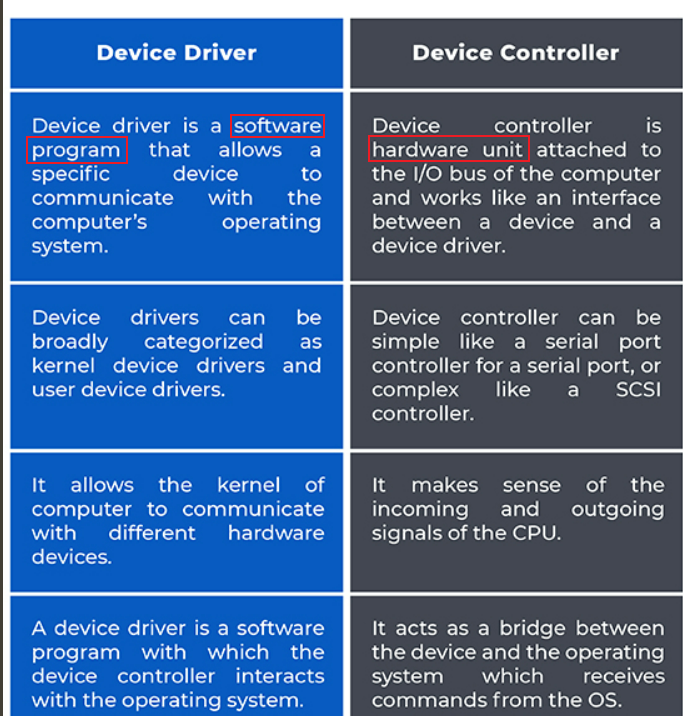 Device Driver
Device Controller
Device driver is a software
program that allows a
specific device to
communicate with the
computer's operating
system.
Device controller is
hardware unit attached to
the I/O bus of the computer
and works like an interface
between a device and a
device driver.
Device drivers can be
broadly categorized as
kernel device drivers and
user device drivers.
Device controller can be
simple like a serial port
controller for a serial port, or
complex like a SCSI
controller.
It allows the kernel of
computer to communicate
with different hardware
devices.
It makes sense of the
incoming and outgoing
signals of the CPU.
A device driver is a software
program with which the
device controller interacts
with the operating system.
It acts as a bridge between
the device and the operating
system which receives
commands from the OS.